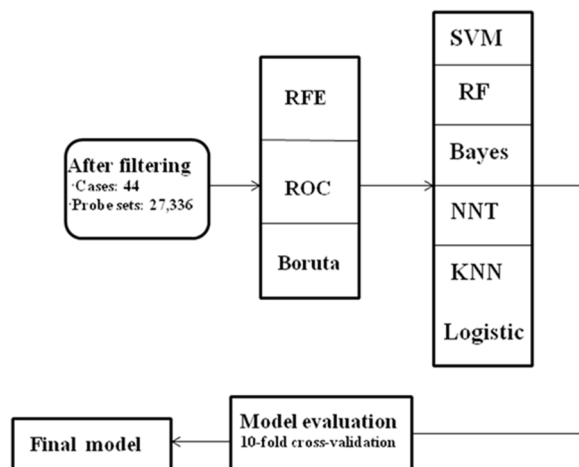 After filtering
·Cases: 44
·Probe sets: 27,336
RFE
ROC
Boruta
SVM
RF
Bayes
NNT
KNN
Logistic
Model evaluation
10-fold cross-validation
Final model